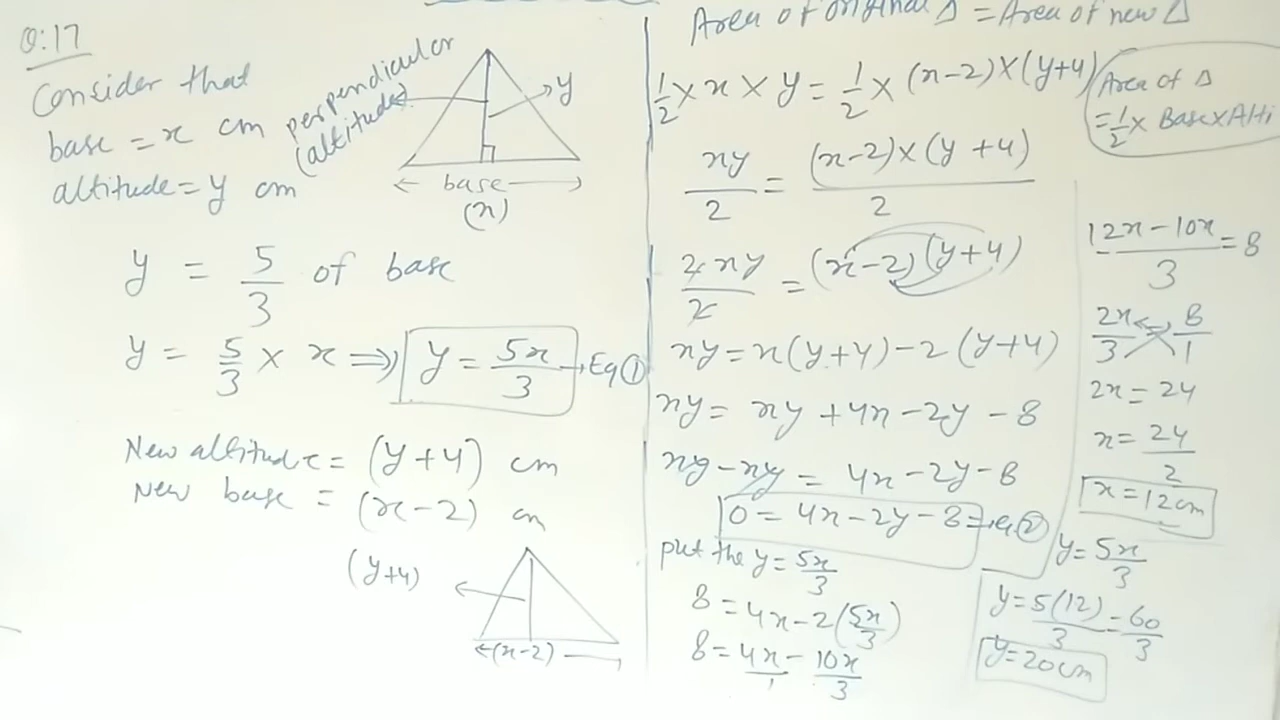 Q:17
Consider that
base = x cm
altitude = y cm
perpendicular
(altitude)
y
base
(x)
y = 5/3 of base
y = 5/3 × x ⇒ y = 5x/3 → Eq ①
New altitude = (y+4) cm
New base = (x-2) cm
(y+4)
(x-2)
Area of original Δ = Area of new Δ
1/2 × x × y = 1/2 × (x-2) × (y+4)
Area of Δ
= 1/2 × Base × Alti
xy/2 = (x-2)×(y+4)/2
2xy/2 = (x-2)(y+4)
xy = x(y+4) - 2(y+4)
xy = xy + 4x - 2y - 8
xy - xy = 4x - 2y - 8
0 = 4x - 2y - 8 → eq ②
put the y = 5x/3
8 = 4x - 2(5x/3)
8 = 4x/1 - 10x/3
12x - 10x/3 = 8
2x/3 = 8/1
2x = 24
x = 24/2
x = 12cm
y = 5x/3
y = 5(12)/3 = 60/3
y = 20cm